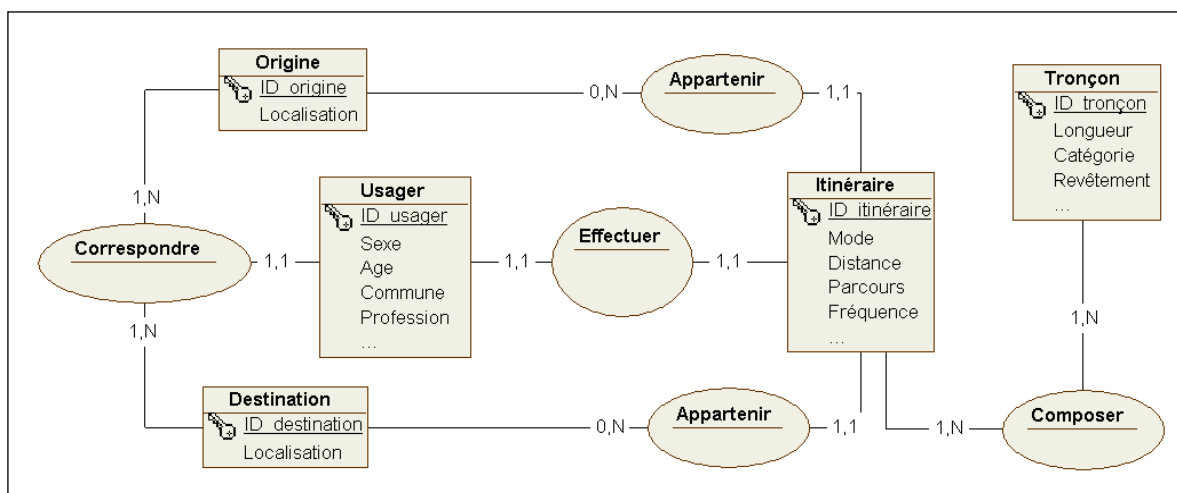 Origine
ID_origine
Localisation
0,N
Appartenir
1,1
Tronçon
ID_tronçon
Longueur
Catégorie
Revêtement
...
1,N
Correspondre
1,1
Usager
ID_usager
Sexe
Age
Commune
Profession
...
1,1
Effectuer
1,1
Itinéraire
ID_itinéraire
Mode
Distance
Parcours
Fréquence
...
1,N
1,N
Destination
ID_destination
Localisation
0,N
Appartenir
1,1
1,N
Composer